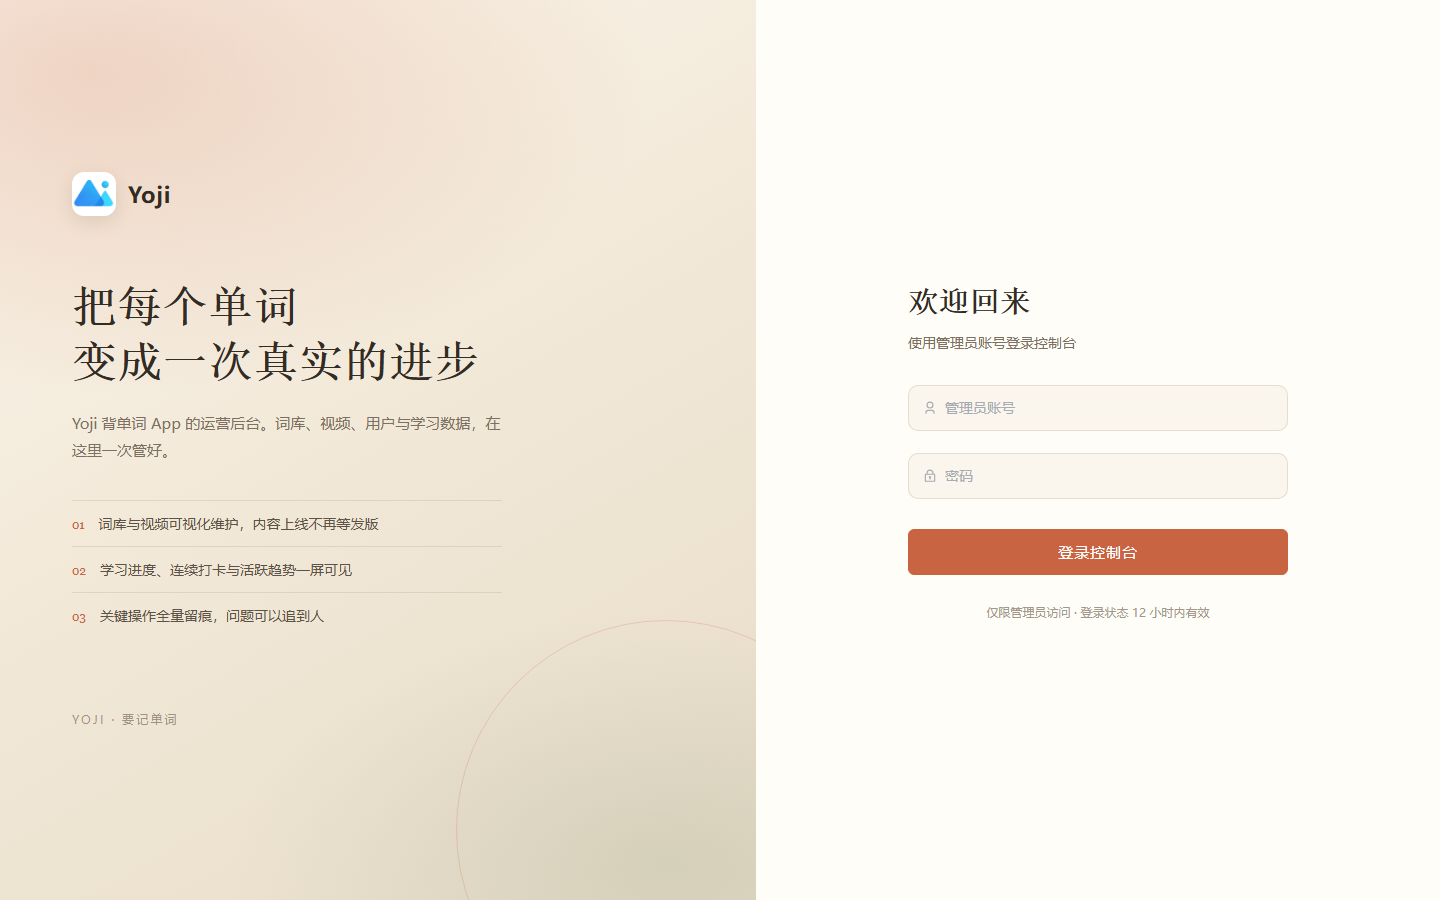 Yoji
把每个单词
变成一次真实的进步
Yoji 背单词 App 的运营后台。词库、视频、用户与学习数据，在
这里一次管好。
01 词库与视频可视化维护，内容上线不再等发版
02 学习进度、连续打卡与活跃趋势一屏可见
03 关键操作全量留痕，问题可以追到人
YOJI · 要记单词
欢迎回来
使用管理员账号登录控制台
管理员账号
密码
登录控制台
仅限管理员访问 · 登录状态 12 小时内有效